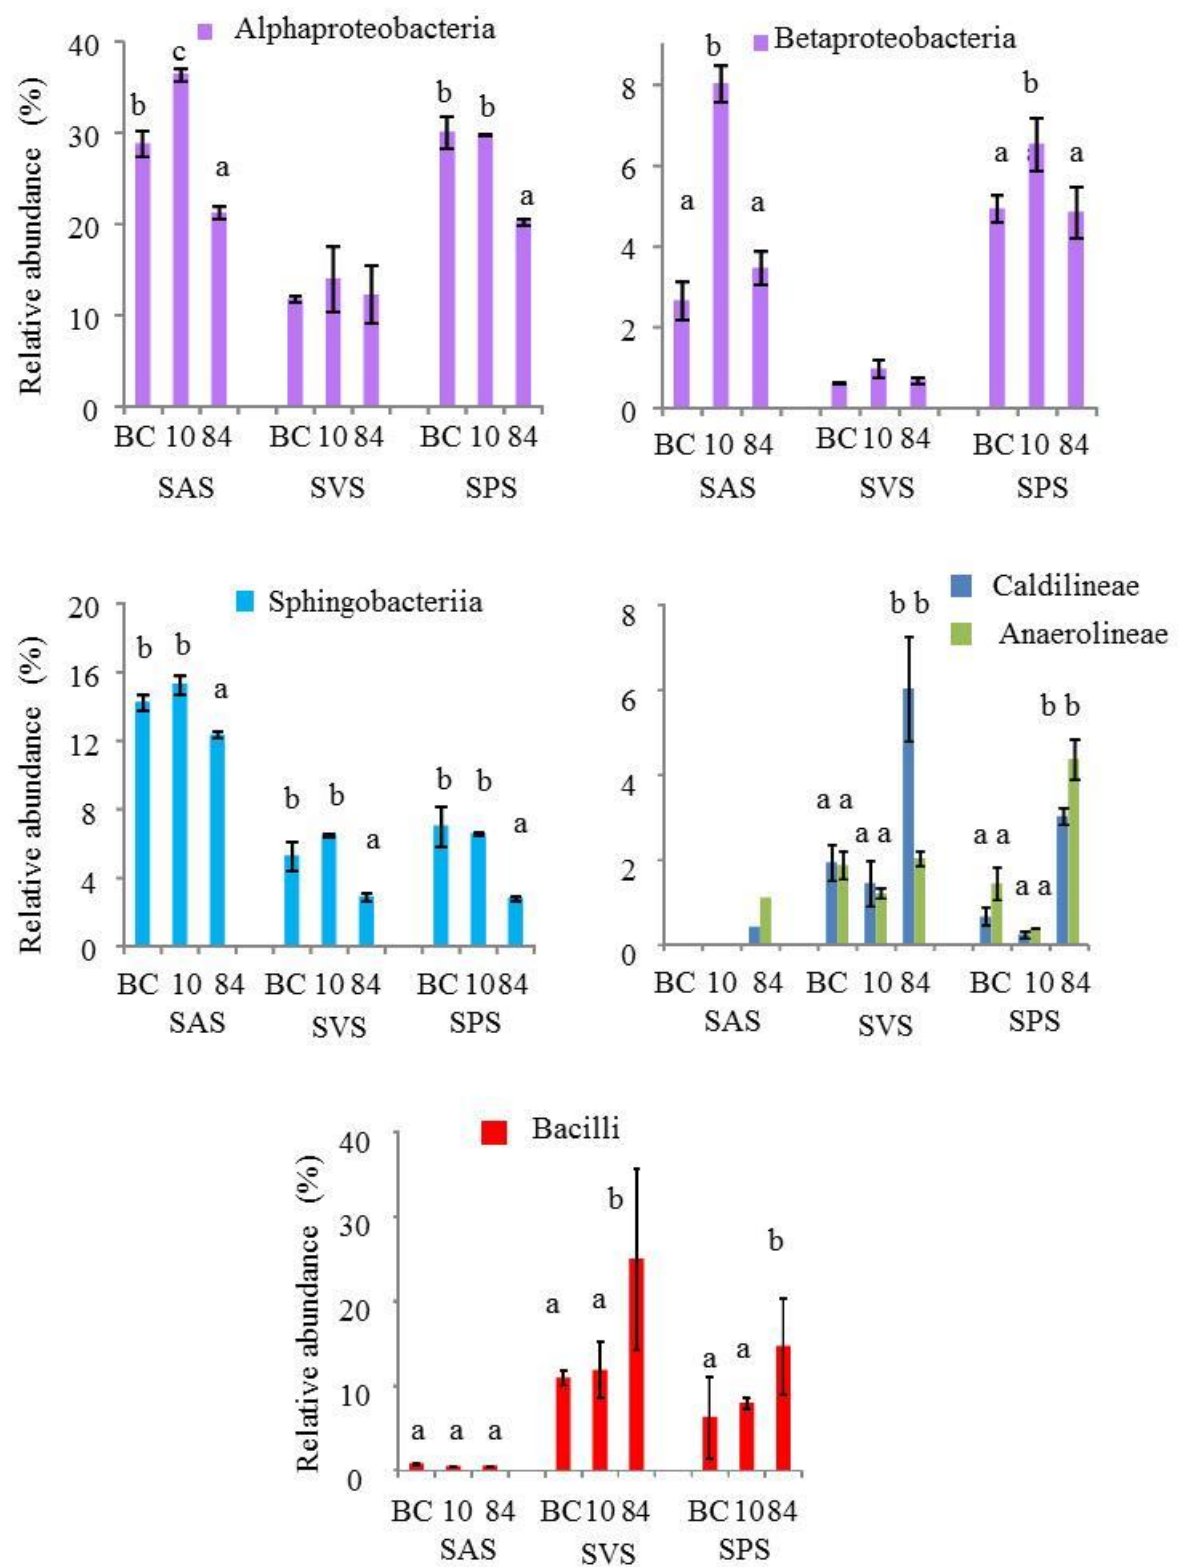 Alphaproteobacteria
Relative abundance (%)
40
30
20
10
0
b c a
b b a
BC 10 84 BC 10 84 BC 10 84
SAS SVS SPS
Betaproteobacteria
8
6
4
2
0
a b a
a b a
BC 10 84 BC 10 84 BC 10 84
SAS SVS SPS
Sphingobacteriia
Relative abundance (%)
20
16
12
8
4
0
b b a
b b a
b b a
BC 10 84 BC 10 84 BC 10 84
SAS SVS SPS
Caldilineae
Anaerolineae
8
6
4
2
0
a a a a b b
a a a a b b
BC 10 84 BC 10 84 BC 10 84
SAS SVS SPS
Bacilli
Relative abundance (%)
40
30
20
10
0
a a a
a a b
a a b
BC 10 84 BC 10 84 BC 10 84
SAS SVS SPS